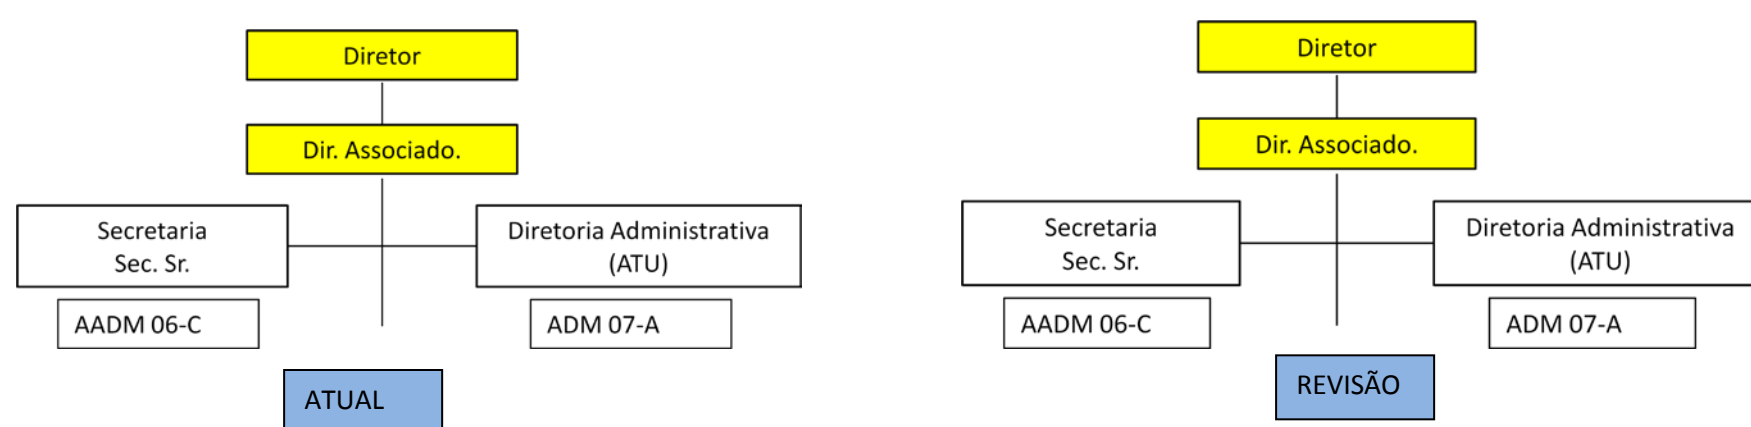 Diretor
Dir. Associado.
Secretaria
Sec. Sr.
Diretoria Administrativa
(ATU)
AADM 06-C
ADM 07-A
ATUAL
Diretor
Dir. Associado.
Secretaria
Sec. Sr.
Diretoria Administrativa
(ATU)
AADM 06-C
ADM 07-A
REVISÃO